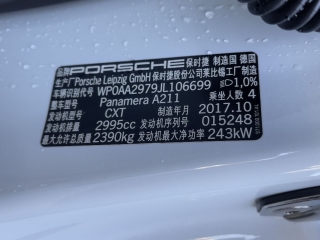 品牌 PORSCHE 保时捷 制造国 德国
生产厂 Porsche Leipzig GmbH 保时捷股份公司莱比锡工厂制造
车辆识别代号 WP0AA2979JL106699 1,0%
整车型号 Panamera A211 乘坐人数 4
发动机型号 CXT 制造年月 2017.10
发动机排量 2995cc 发动机序列号 015248
最大允许总质量 2390kg 发动机最大净功率 243kW